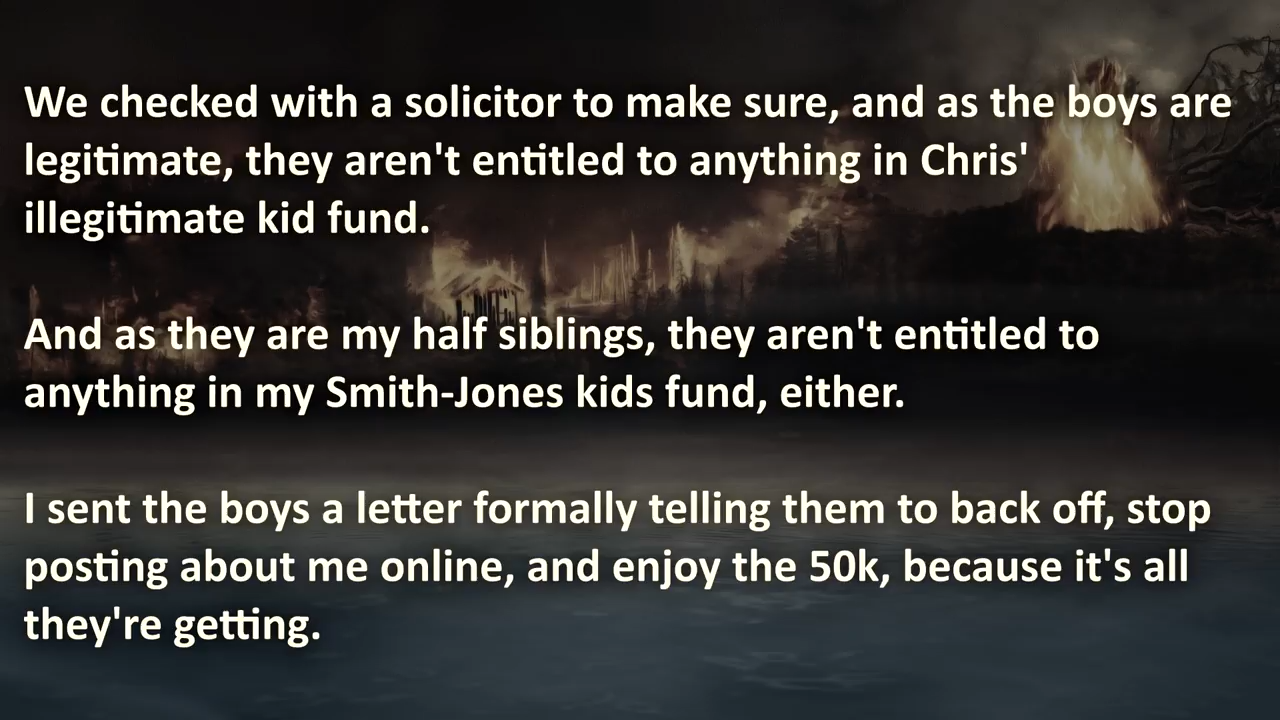 We checked with a solicitor to make sure, and as the boys are
legitimate, they aren't entitled to anything in Chris'
illegitimate kid fund.
And as they are my half siblings, they aren't entitled to
anything in my Smith-Jones kids fund, either.
I sent the boys a letter formally telling them to back off, stop
posting about me online, and enjoy the 50k, because it's all
they're getting.